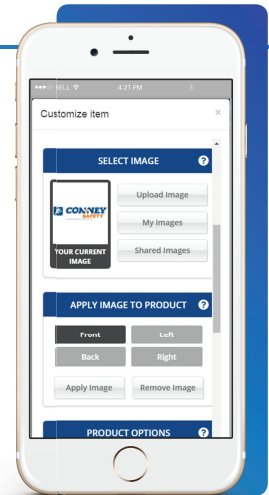 BELL 4:21 PM
Customize item ×
SELECT IMAGE ?
CONNEY
SAFETY
YOUR CURRENT
IMAGE
Upload Image
My Images
Shared Images
APPLY IMAGE TO PRODUCT ?
Front Left
Back Right
Apply Image Remove Image
PRODUCT OPTIONS ?